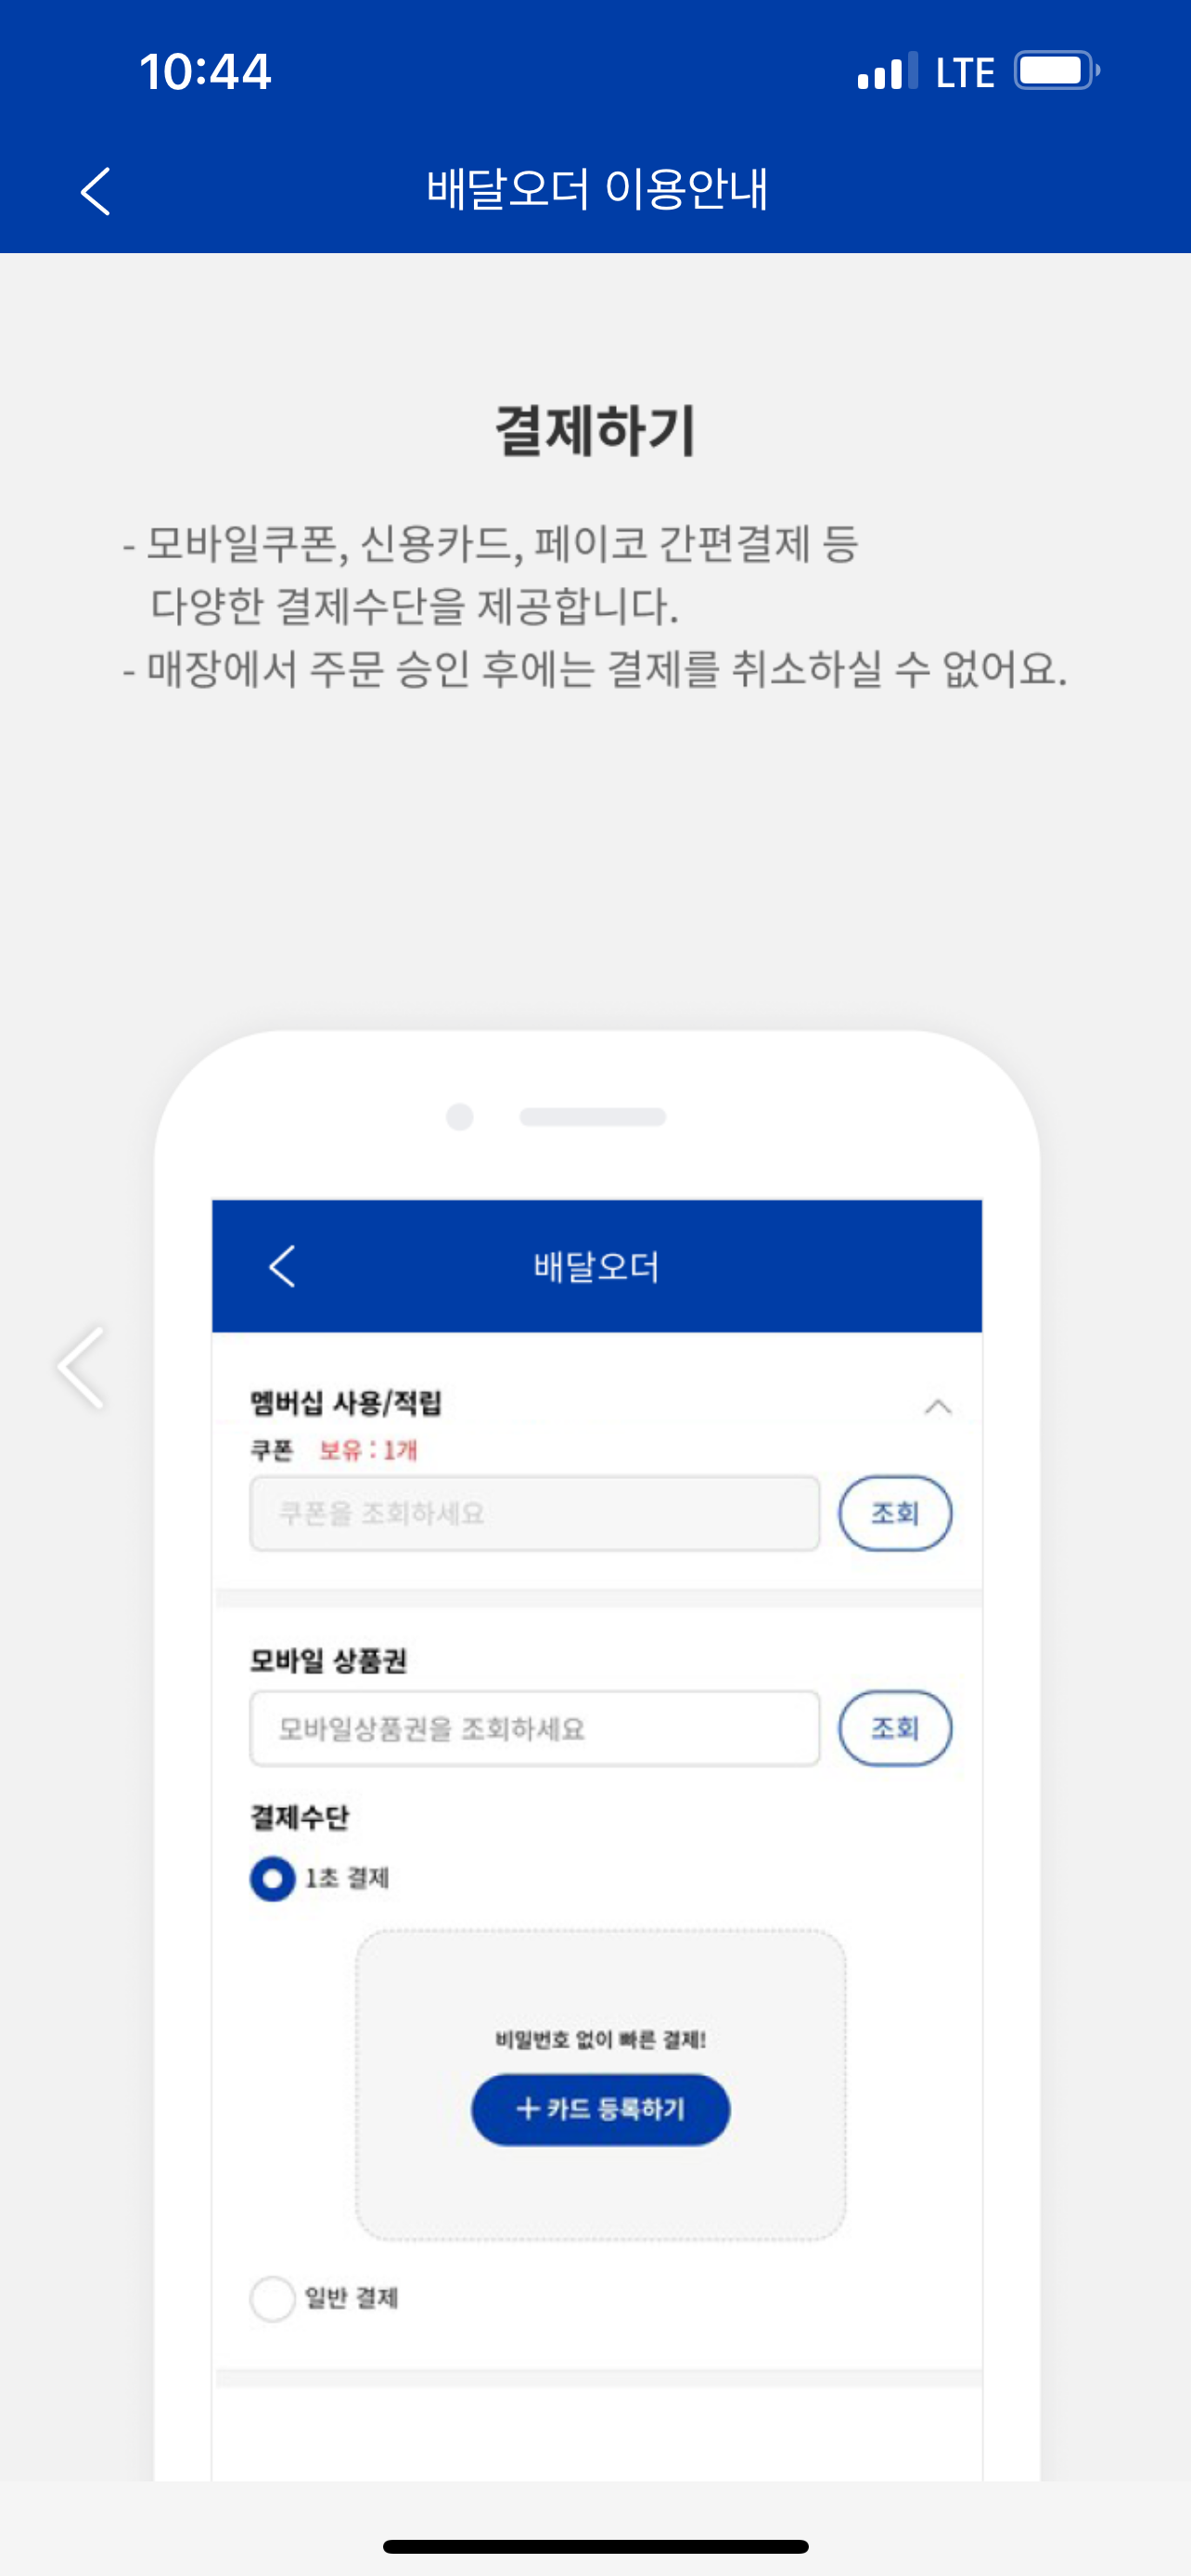 10:44
LTE
배달오더 이용안내
결제하기
- 모바일쿠폰, 신용카드, 페이코 간편결제 등
다양한 결제수단을 제공합니다.
- 매장에서 주문 승인 후에는 결제를 취소하실 수 없어요.
배달오더
멤버십 사용/적립
쿠폰 보유 : 1개
쿠폰을 조회하세요
조회
모바일 상품권
모바일상품권을 조회하세요
조회
결제수단
1초 결제
비밀번호 없이 빠른 결제!
+ 카드 등록하기
일반 결제